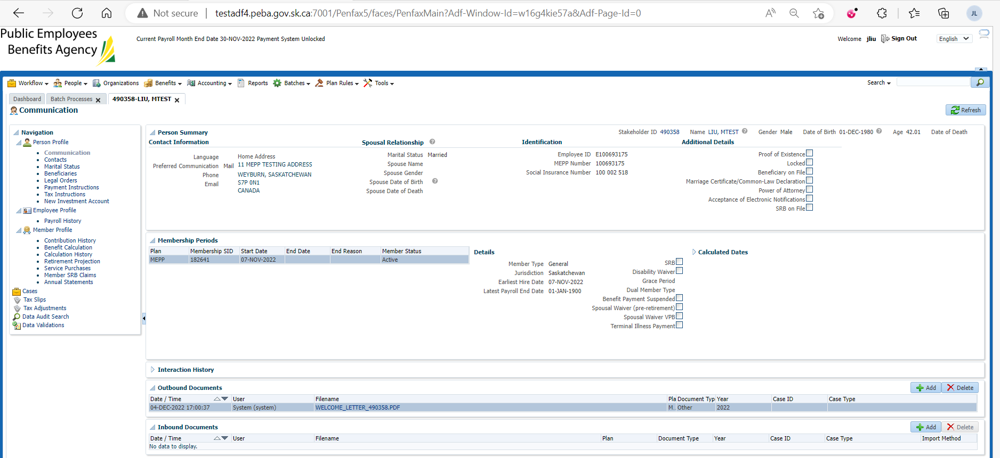 Not secure testadf4.peba.gov.sk.ca:7001/Penfax5/faces/PenfaxMain?Adf-Window-Id=w16g4kie57a&Adf-Page-Id=0
JL
Public Employees
Benefits Agency
Current Payroll Month End Date 30-NOV-2022 Payment System Unlocked
Welcome jliu Sign Out English
Workflow People Organizations Benefits Accounting Reports Batches Plan Rules Tools Search
Dashboard Batch Processes 490358-LIU, MTEST
Communication
Refresh
Navigation
Person Profile
Communication
Contacts
Marital Status
Beneficiaries
Legal Orders
Payment Instructions
Tax Instructions
New Investment Account
Employee Profile
Payroll History
Member Profile
Contribution History
Benefit Calculation
Calculation History
Retirement Projection
Service Purchases
Member SRB Claims
Annual Statements
Cases
Tax Slips
Tax Adjustments
Data Audit Search
Data Validations
Person Summary
Stakeholder ID 490358 Name LIU, MTEST Gender Male Date of Birth 01-DEC-1980 Age 42.01 Date of Death
Contact Information
Language
Preferred Communication Mail
Phone
Email
Home Address
11 MEPP TESTING ADDRESS
WEYBURN, SASKATCHEWAN
S7P 0N1
CANADA
Spousal Relationship
Marital Status Married
Spouse Name
Spouse Gender
Spouse Date of Birth
Spouse Date of Death
Identification
Employee ID E100693175
MEPP Number 100693175
Social Insurance Number 100 002 518
Additional Details
Proof of Existence
Locked
Beneficiary on File
Marriage Certificate/Common-Law Declaration
Power of Attorney
Acceptance of Electronic Notifications
SRB on File
Membership Periods
Plan Membership SID Start Date End Date End Reason Member Status
MEPP 182641 07-NOV-2022 Active
Details
Member Type General
Jurisdiction Saskatchewan
Earliest Hire Date 07-NOV-2022
Latest Payroll End Date 01-JAN-1900
SRB
Disability Waiver
Grace Period
Dual Member Type
Benefit Payment Suspended
Spousal Waiver (pre-retirement)
Spousal Waiver VPB
Terminal Illness Payment
Calculated Dates
Interaction History
Outbound Documents
Add Delete
Date / Time User Filename Pla Document Typ Year Case ID Case Type
04-DEC-2022 17:00:37 System (system) WELCOME_LETTER_490358.PDF M.. Other 2022
Inbound Documents
Add Delete
Date / Time User Filename Plan Document Type Year Case ID Case Type Import Method
No data to display.